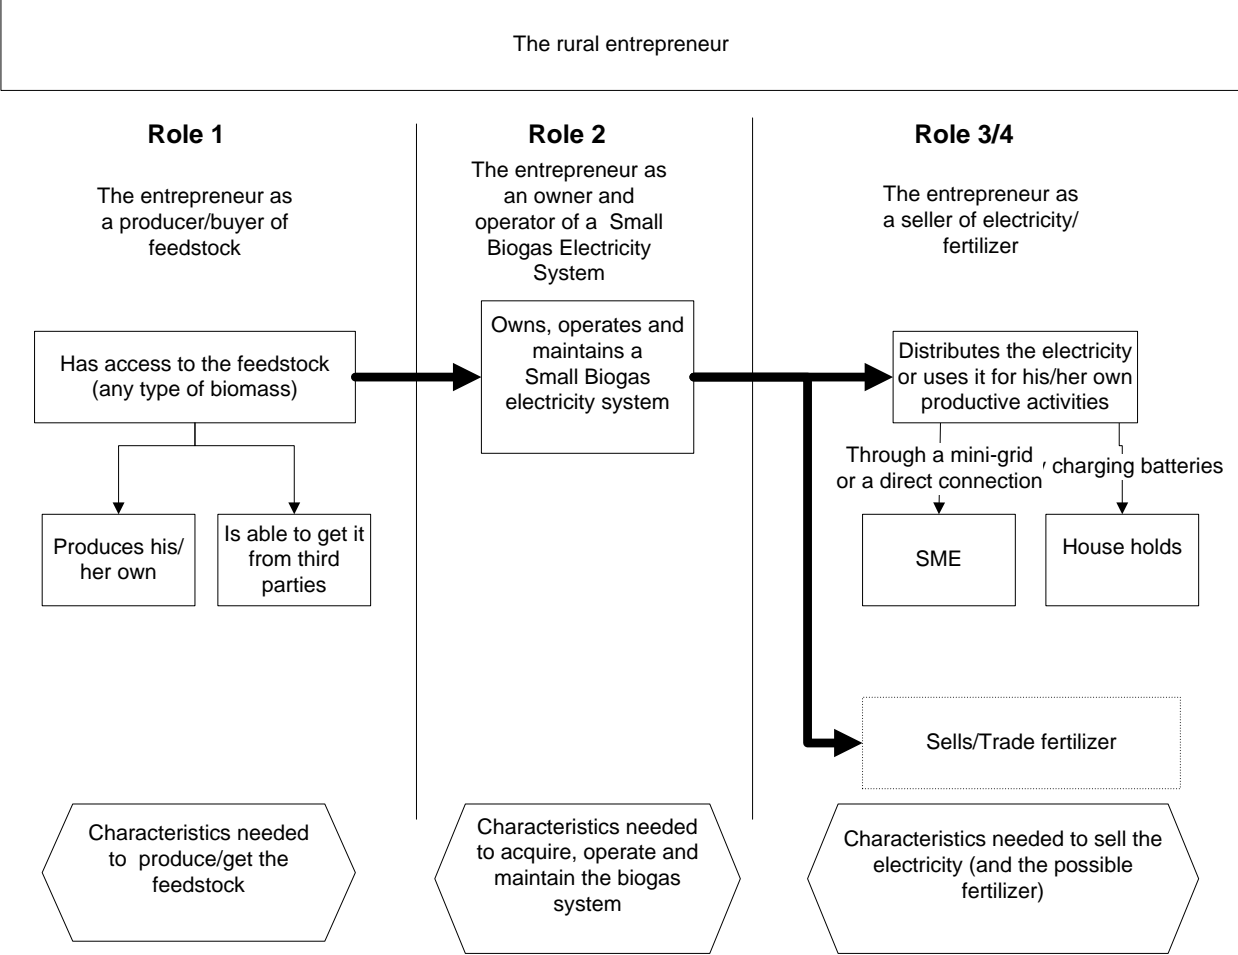 The rural entrepreneur
Role 1
The entrepreneur as
a producer/buyer of
feedstock
Has access to the feedstock
(any type of biomass)
Produces his/
her own
Is able to get it
from third
parties
Characteristics needed
to produce/get the
feedstock
Role 2
The entrepreneur as
an owner and
operator of a Small
Biogas Electricity
System
Owns, operates and
maintains a
Small Biogas
electricity system
Characteristics needed
to acquire, operate and
maintain the biogas
system
Role 3/4
The entrepreneur as
a seller of electricity/
fertilizer
Distributes the electricity
or uses it for his/her own
productive activities
Through a mini-grid
or a direct connection
charging batteries
SME
House holds
Sells/Trade fertilizer
Characteristics needed to sell the
electricity (and the possible
fertilizer)